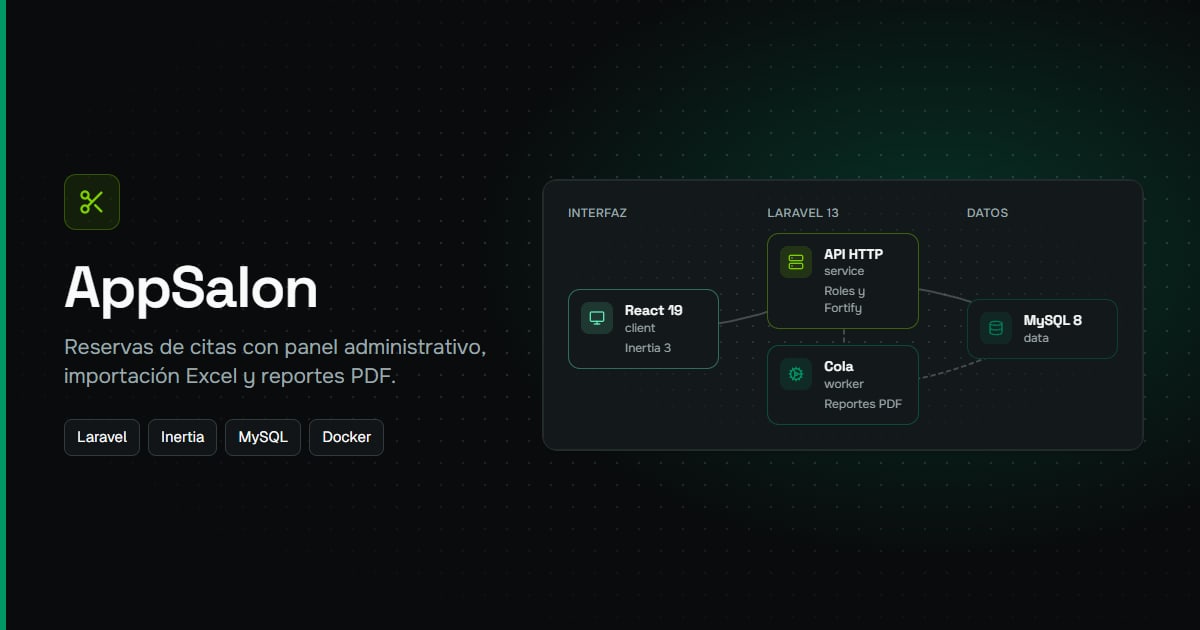 AppSalon
Reservas de citas con panel administrativo,
importación Excel y reportes PDF.
Laravel
Inertia
MySQL
Docker
INTERFAZ
React 19
client
Inertia 3
LARAVEL 13
API HTTP
service
Roles y
Fortify
Cola
worker
Reportes PDF
DATOS
MySQL 8
data